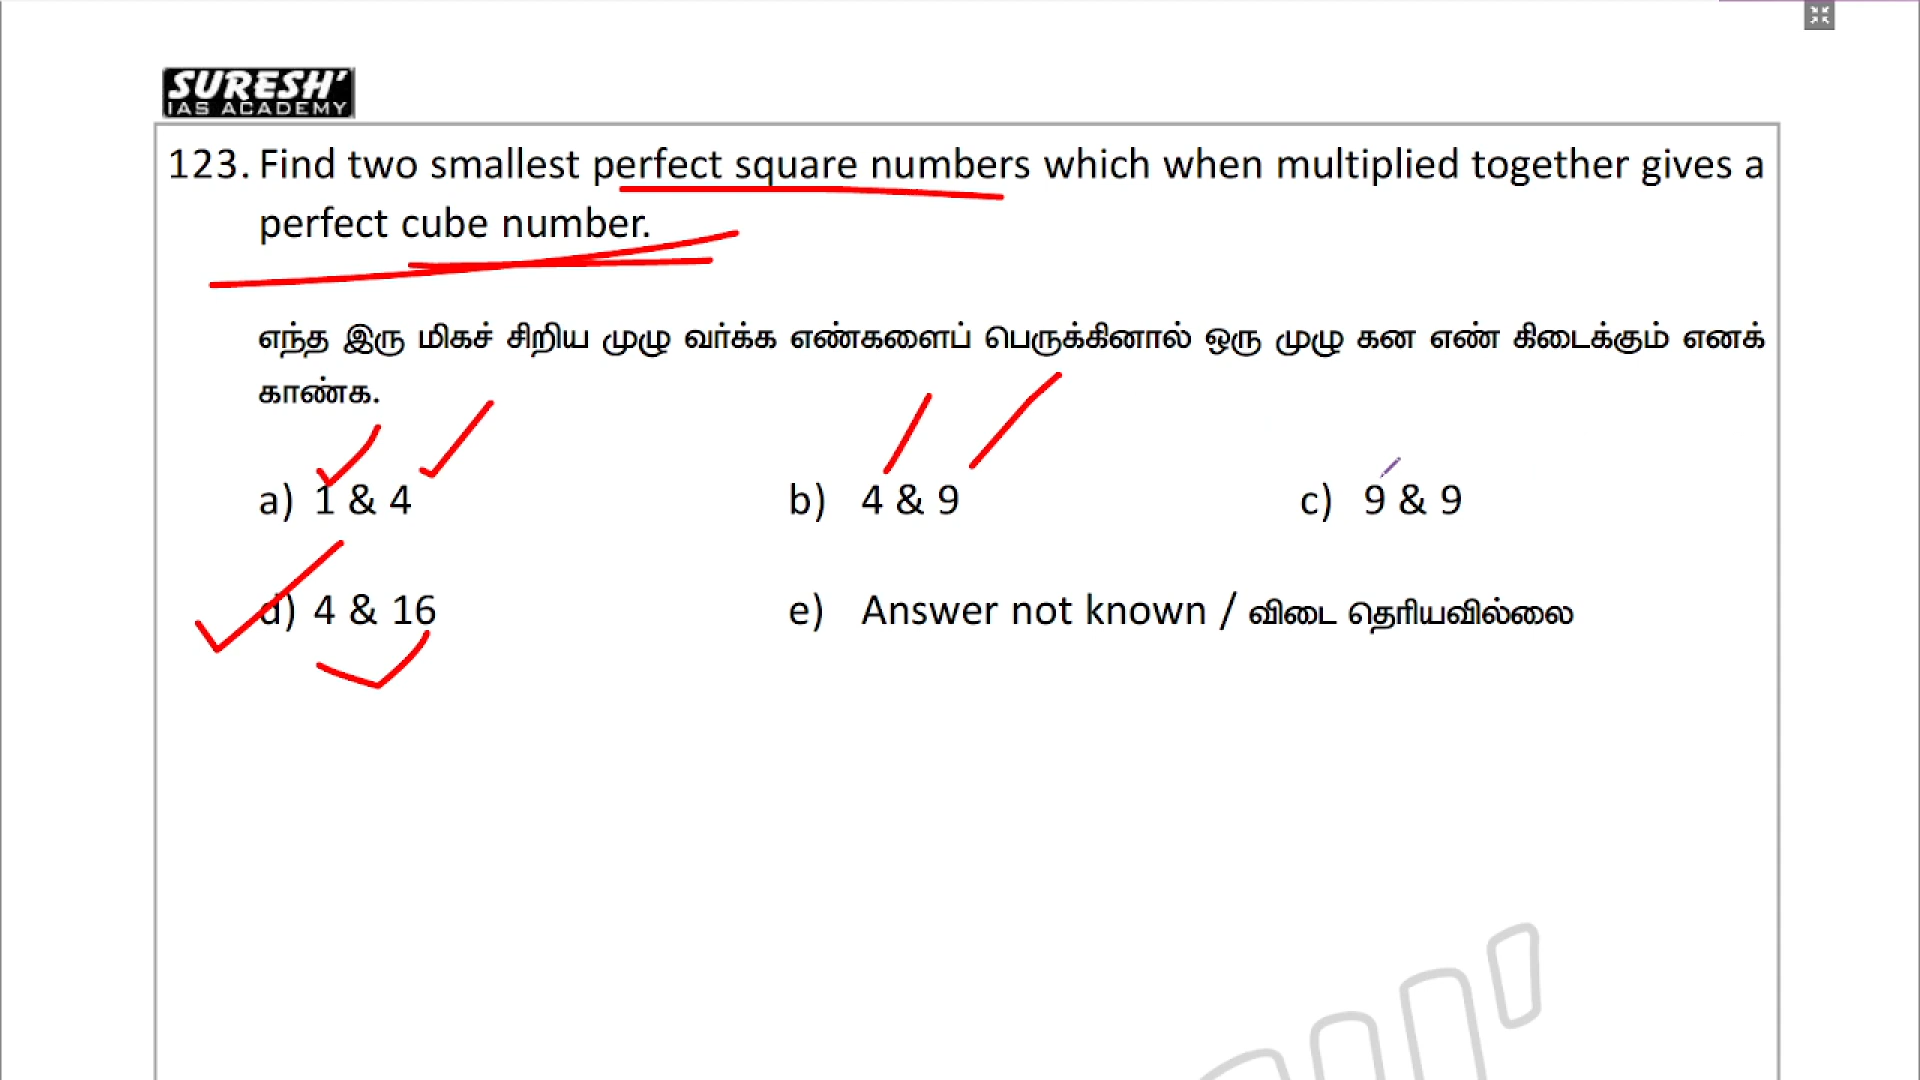 SURESH'
IAS ACADEMY
123. Find two smallest perfect square numbers which when multiplied together gives a
perfect cube number.
எந்த இரு மிகச் சிறிய முழு வர்க்க எண்களைப் பெருக்கினால் ஒரு முழு கன எண் கிடைக்கும் எனக்
காண்க.
a) 1 & 4 b) 4 & 9 c) 9 & 9
d) 4 & 16 e) Answer not known / விடை தெரியவில்லை